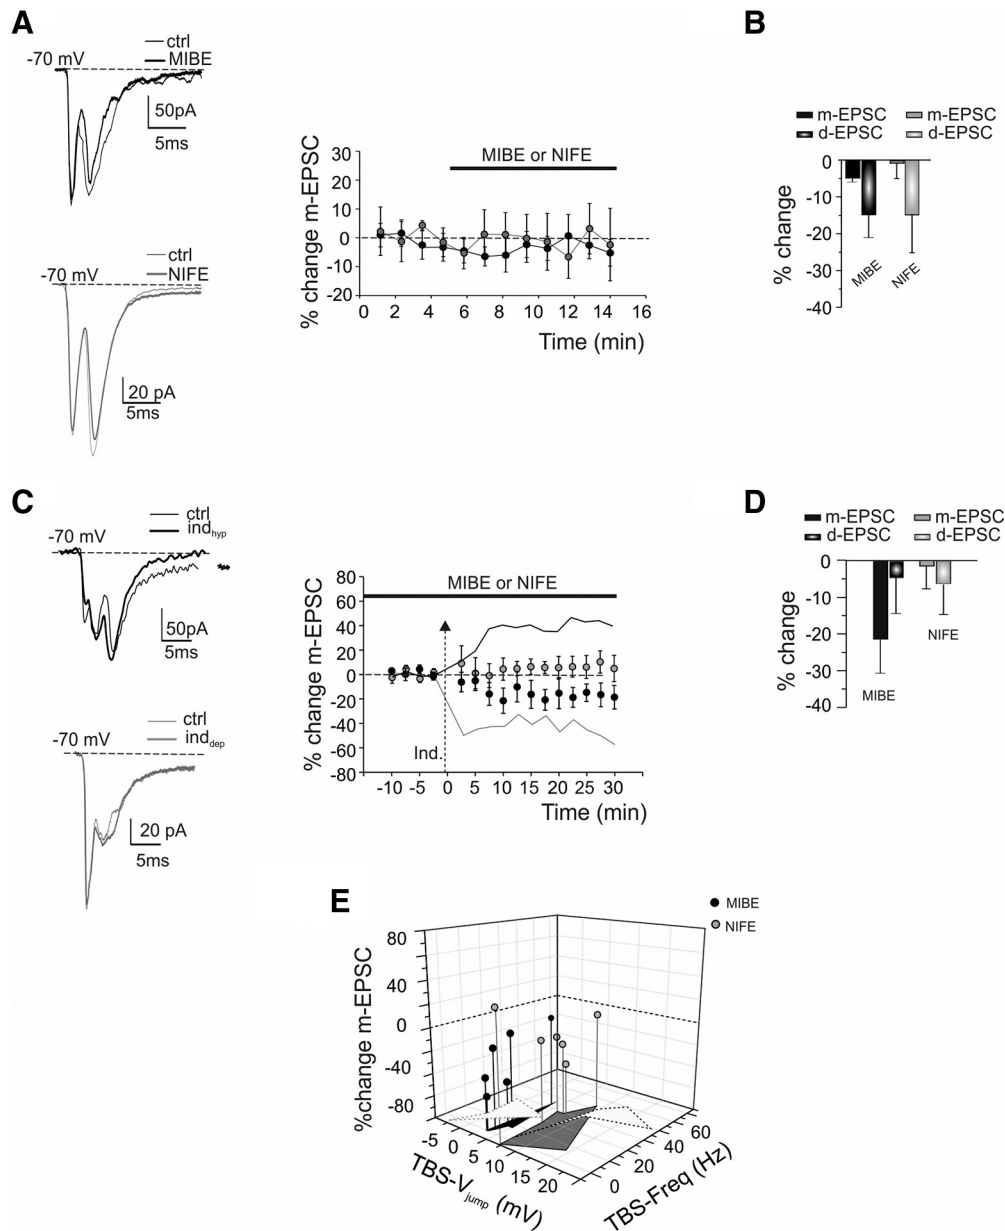 A
-70 mV
ctrl
MIBE
50pA
5ms
-70 mV
ctrl
NIFE
20 pA
5ms
% change m-EPSC
30
20
10
0
-10
-20
MIBE or NIFE
0 2 4 6 8 10 12 14 16
Time (min)
B
m-EPSC m-EPSC
d-EPSC d-EPSC
% change
0
-10
-20
-30
-40
MIBE NIFE
C
-70 mV
ctrl
ind hyp
50pA
5ms
-70 mV
ctrl
ind dep
20 pA
5ms
% change m-EPSC
80
60
40
20
0
-20
-40
-60
-80
MIBE or NIFE
Ind.
-10 -5 0 5 10 15 20 25 30
Time (min)
D
m-EPSC m-EPSC
d-EPSC d-EPSC
% change
0
-10
-20
-30
-40
MIBE
NIFE
E
MIBE
NIFE
%change m-EPSC
80
40
0
-40
-80
-5 0 5 10 15 20
TBS-Vjump (mV)
0 20 40 60
TBS-Freq (Hz)